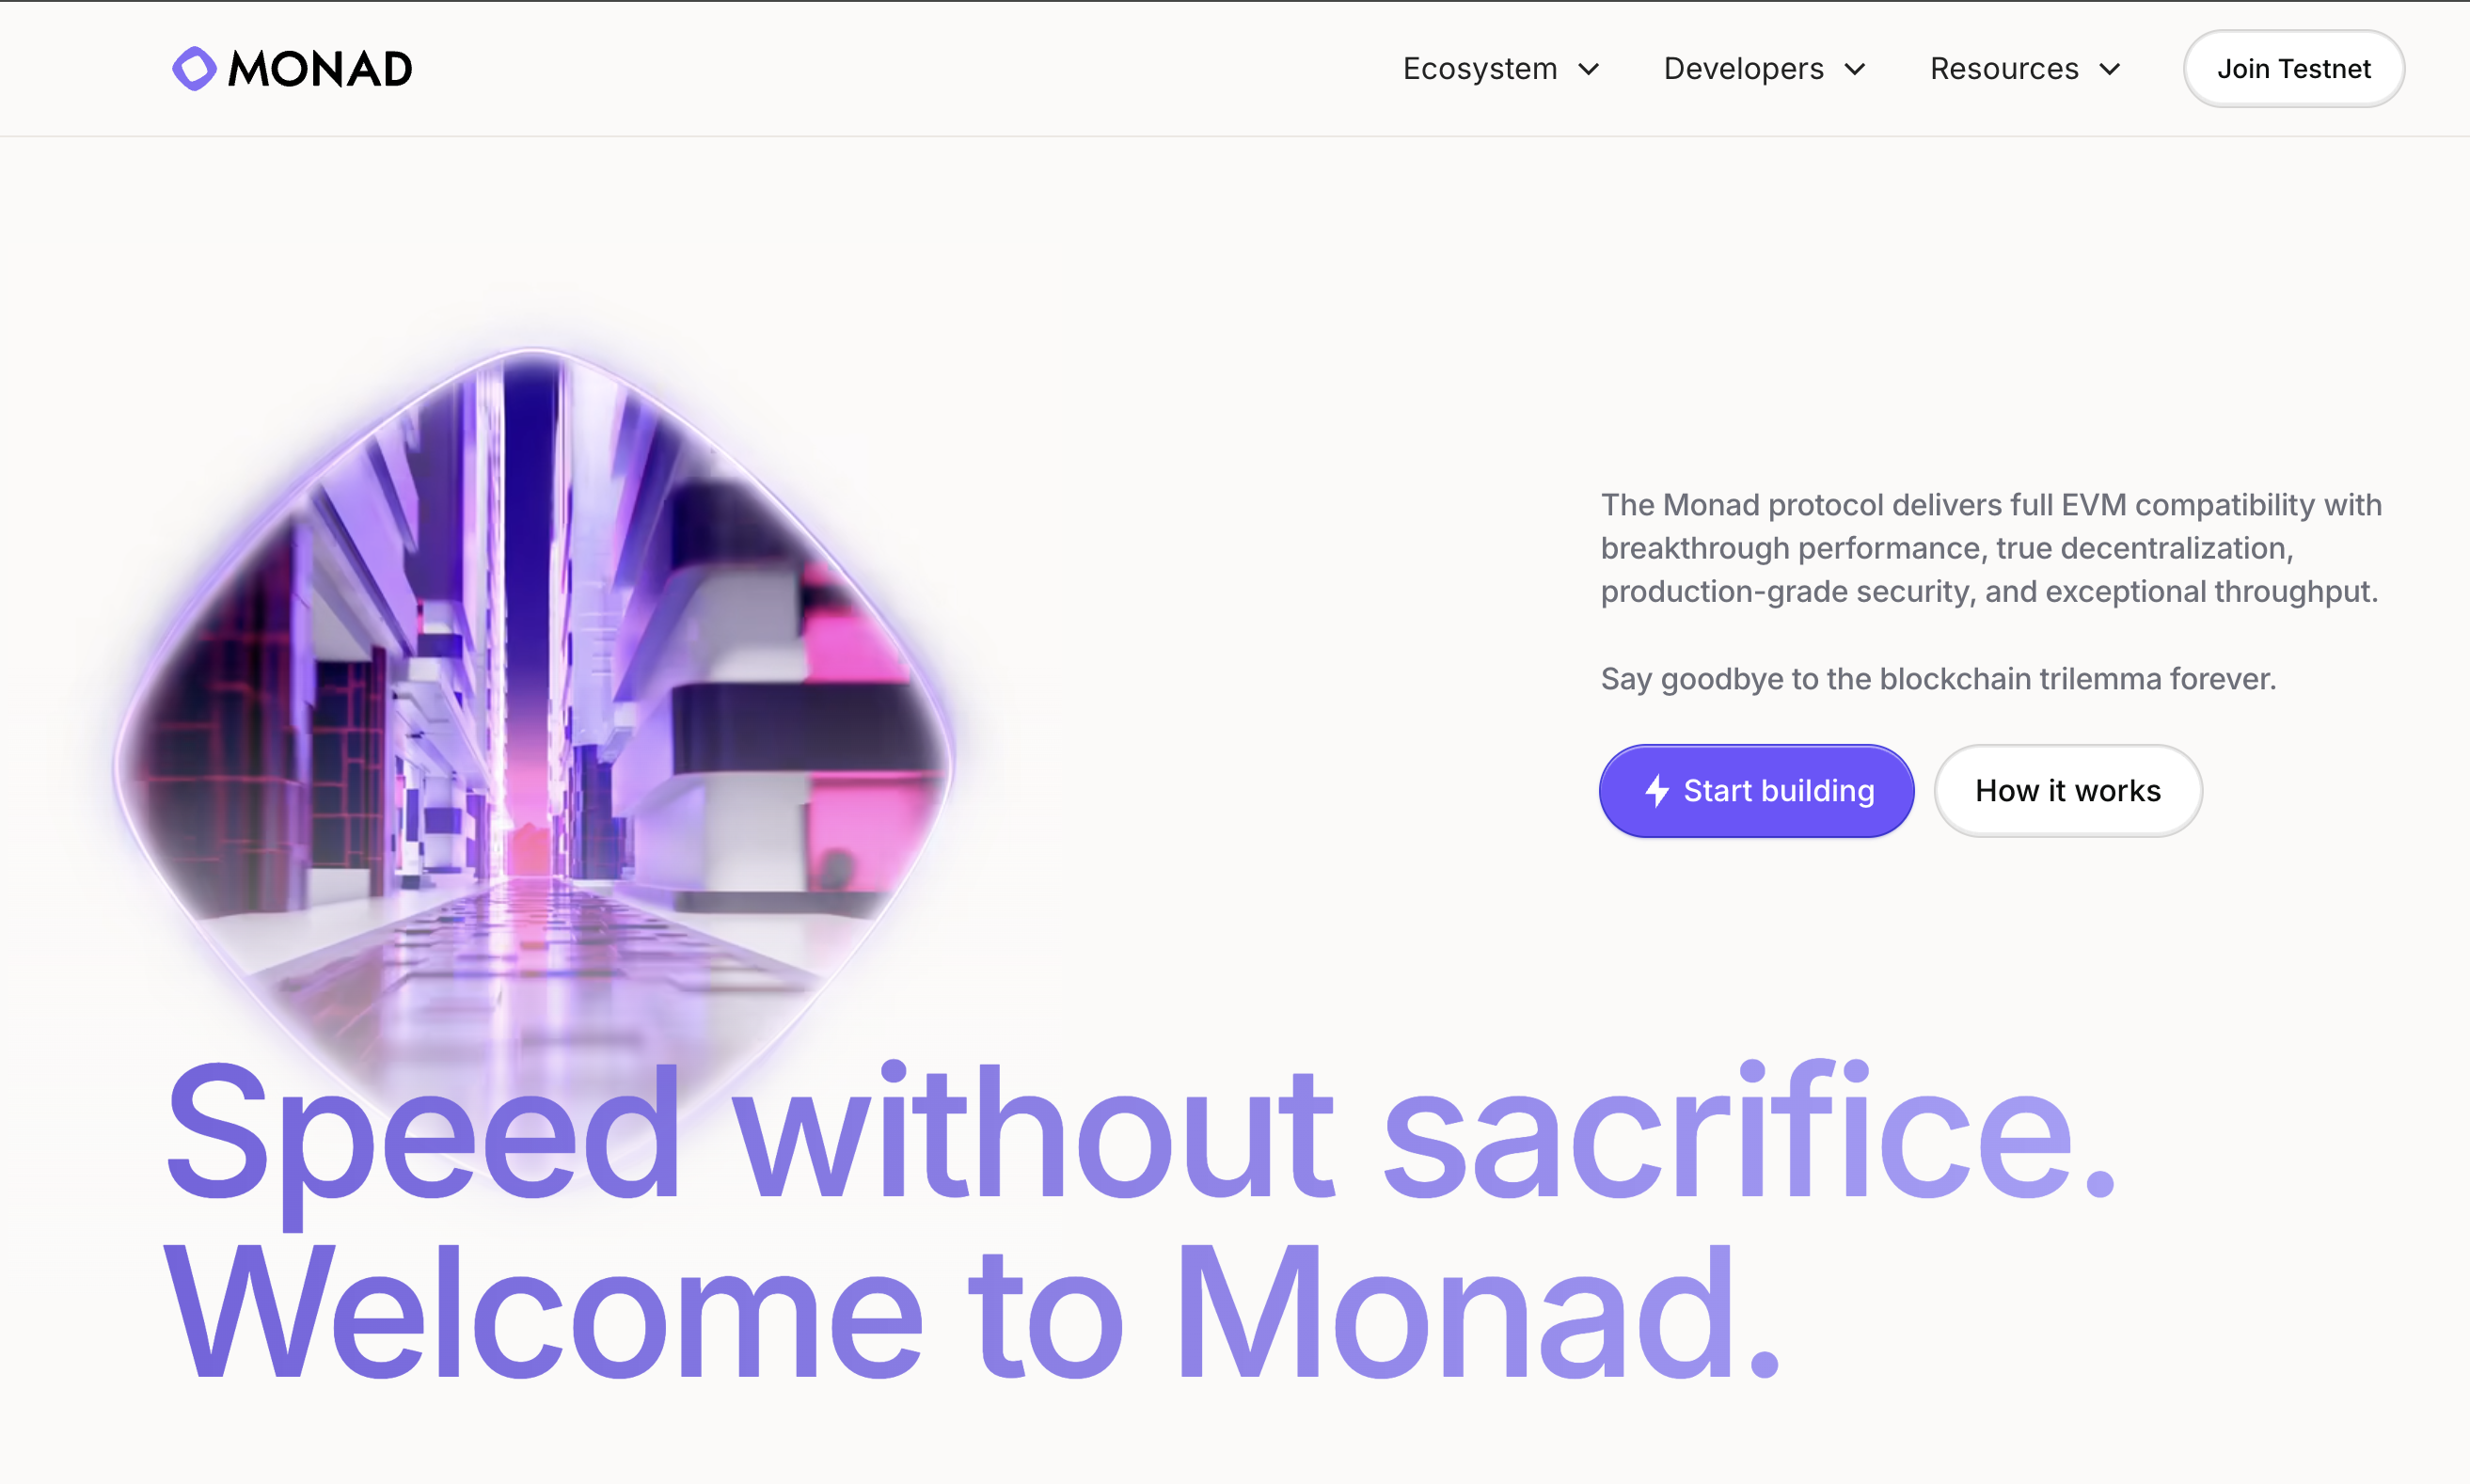 MONAD
Ecosystem
Developers
Resources
Join Testnet
The Monad protocol delivers full EVM compatibility with
breakthrough performance, true decentralization,
production-grade security, and exceptional throughput.
Say goodbye to the blockchain trilemma forever.
Start building
How it works
Speed without sacrifice.
Welcome to Monad.